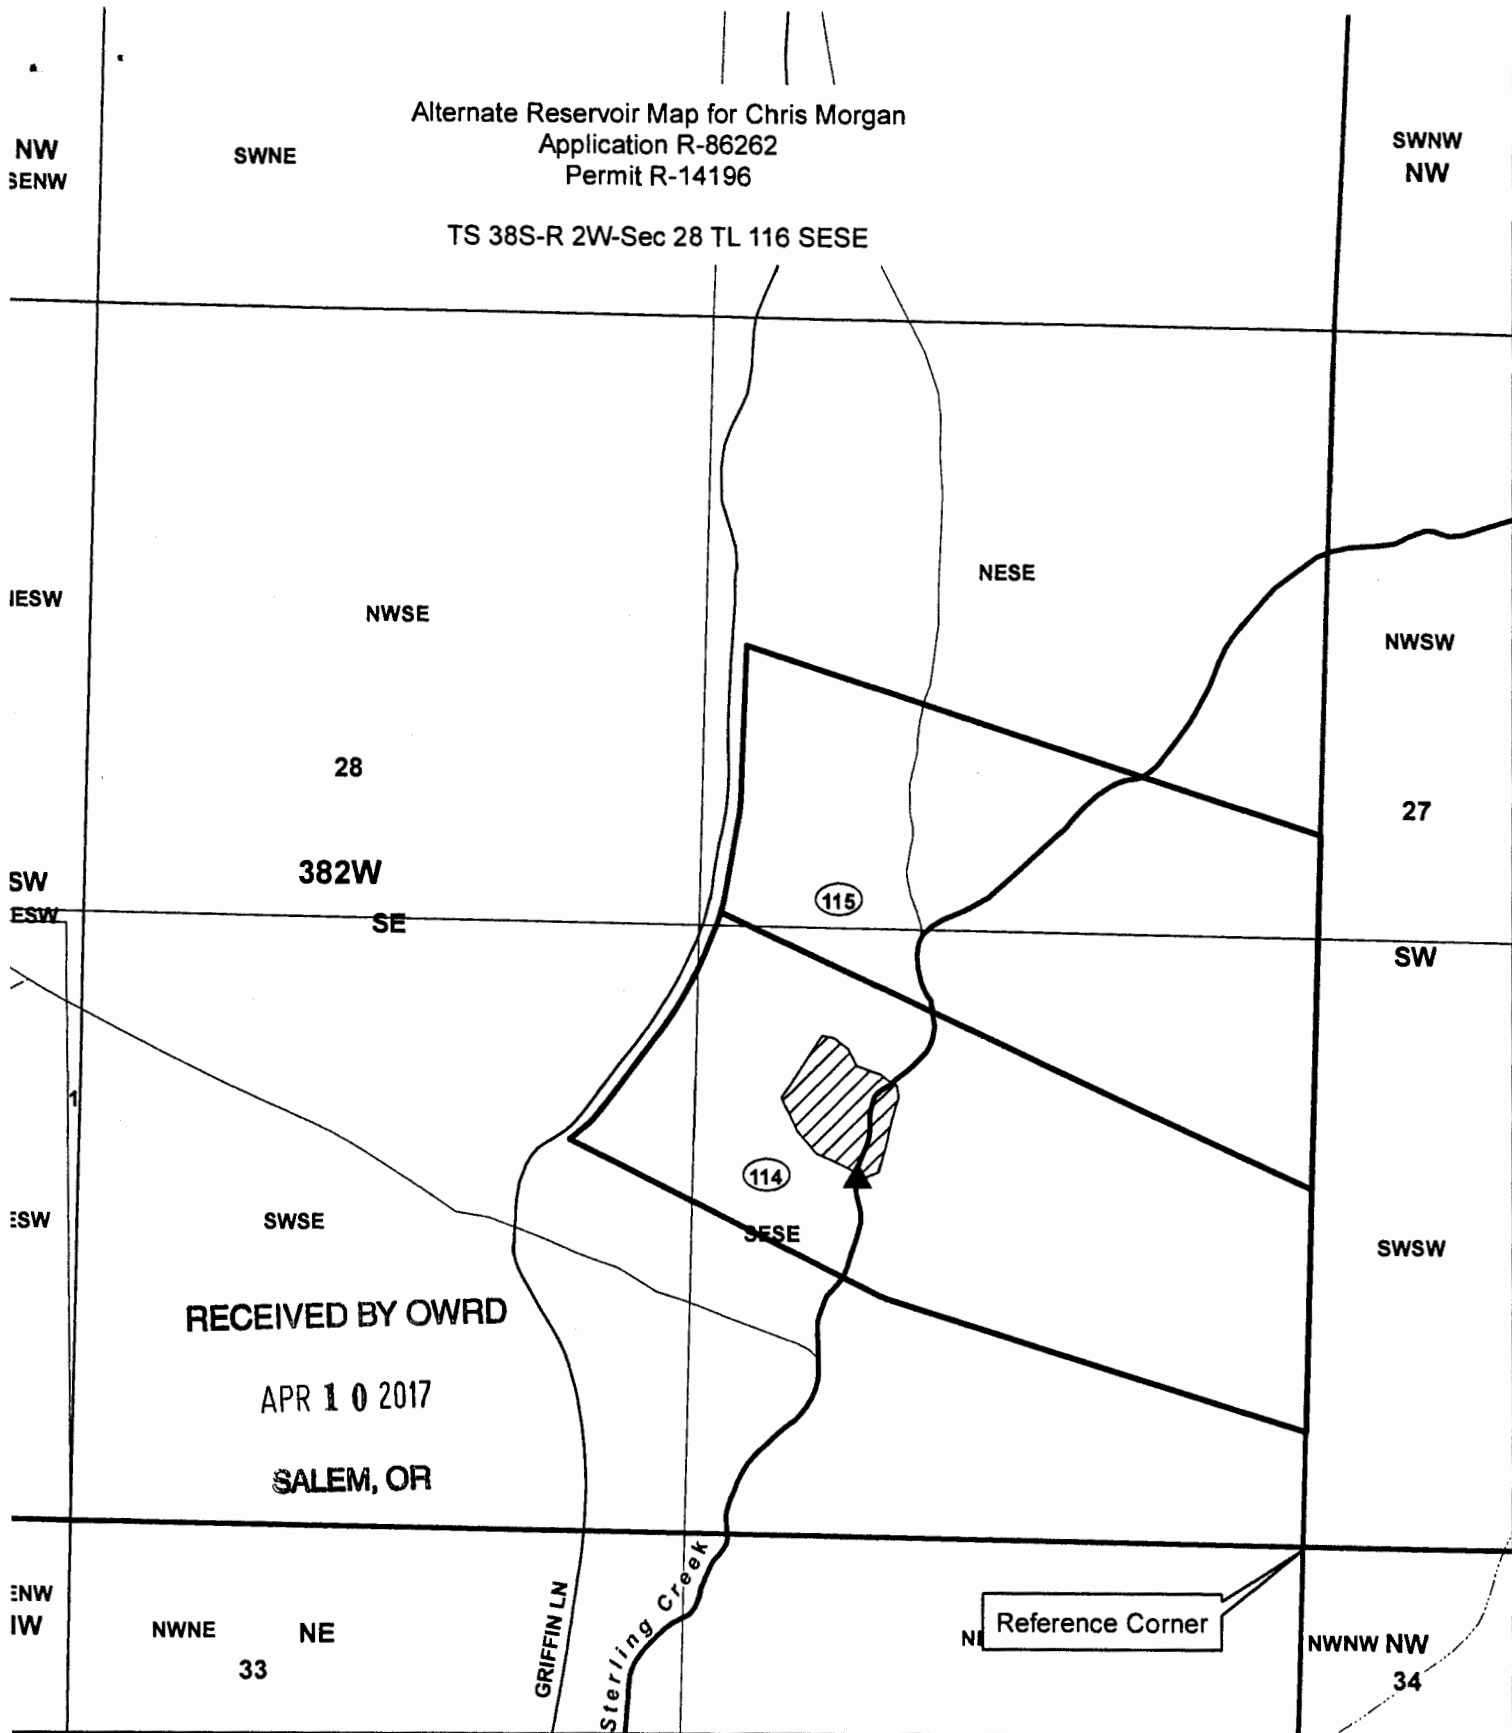 Alternate Reservoir Map for Chris Morgan
Application R-86262
Permit R-14196
TS 38S-R 2W-Sec 28 TL 116 SESE
NW
SENW
SWNE
SWNW
NW
NESE
NWSE
NWSW
28
27
382W
SW
SE
115
SW
1
114
SWSE
SESE
SWSW
RECEIVED BY OWRD
APR 10 2017
SALEM, OR
Reference Corner
NWNE
NE
33
GRIFFIN LN
Sterling Creek
NWNW NW
34